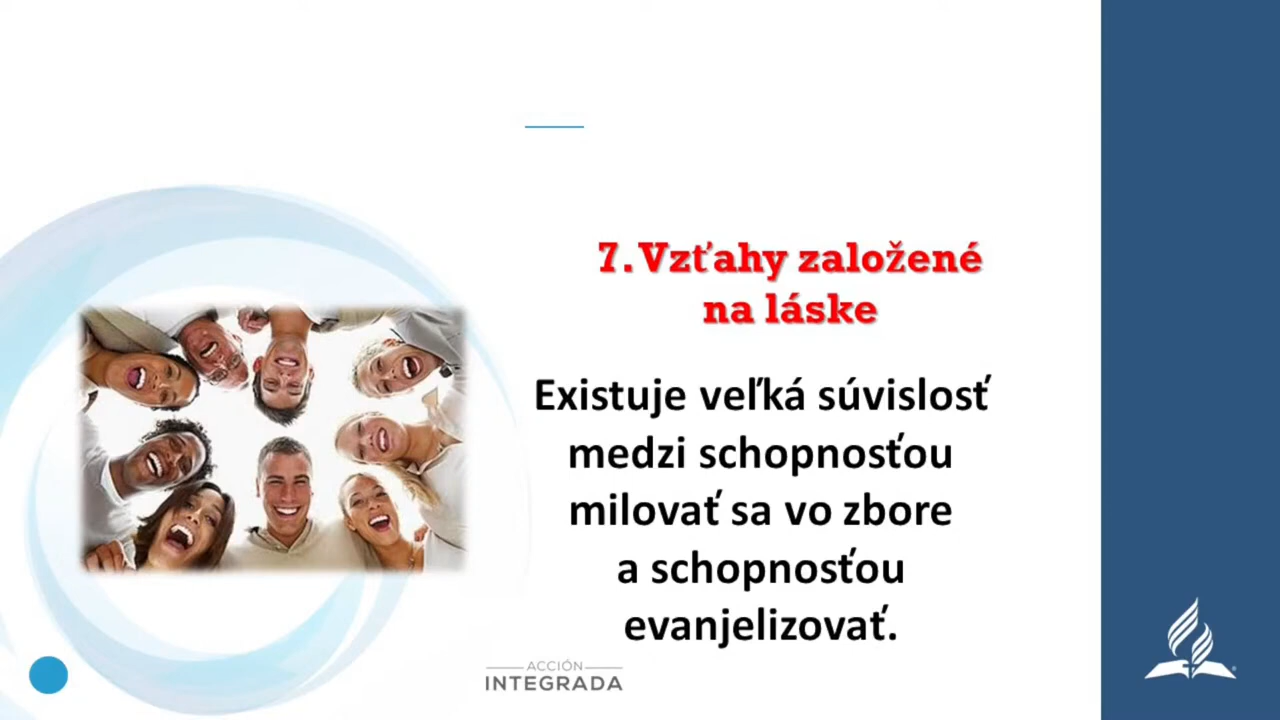 7. Vzťahy založené
na láske
Existuje veľká súvislosť
medzi schopnosťou
milovať sa vo zbore
a schopnosťou
evanjelizovať.
ACCIÓN
INTEGRADA